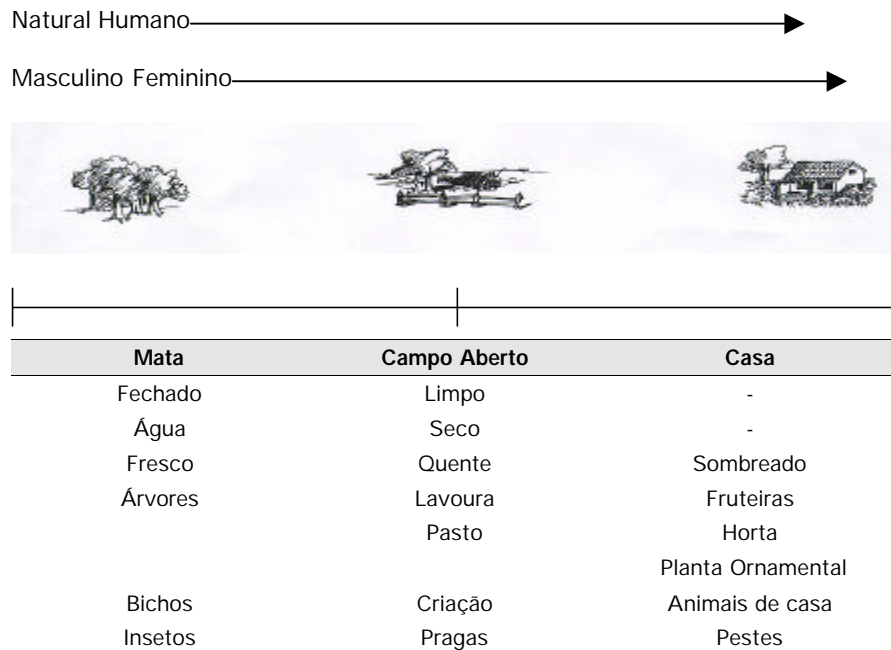 Natural Humano
Masculino Feminino
Mata Campo Aberto Casa
Fechado Limpo -
Água Seco -
Fresco Quente Sombreado
Árvores Lavoura Fruteiras
Pasto Horta
Planta Ornamental
Bichos Criação Animais de casa
Insetos Pragas Pestes